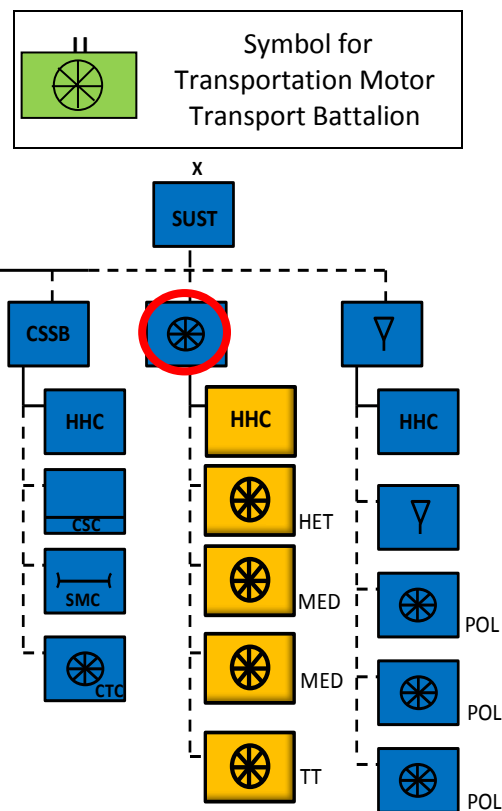 Symbol for
Transportation Motor
Transport Battalion
X
SUST
CSSB
HHC
CSC
SMC
CTC
HHC
HET
MED
MED
TT
HHC
POL
POL
POL